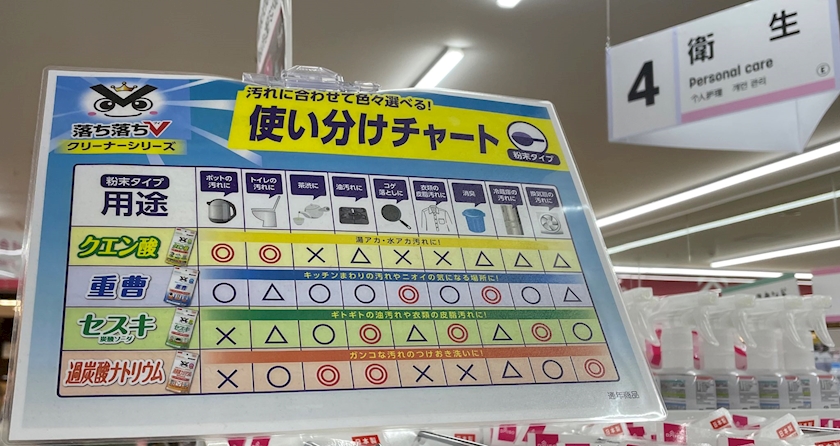 落ち落ちV
クリーナーシリーズ
汚れに合わせて色々選べる!
使い分けチャート
粉末タイプ
粉末タイプ
用途
ポットの
汚れに
トイレの
汚れに
茶渋に
油汚れに
コゲ
落としに
衣類の
皮脂汚れに
消臭
冷蔵庫の
汚れに
換気扇の
汚れに
クエン酸
湯アカ・水アカ汚れに!
◎ ◎ × △ × × △ △ △
重曹
キッチンまわりの汚れやニオイの気になる場所に!
○ △ ○ ○ ◎ ○ ◎ ○ △
セスキ
炭酸ソーダ
ギトギトの油汚れや衣類の皮脂汚れに!
× △ ○ ◎ △ ◎ △ ◎ ○
過炭酸ナトリウム
ガンコな汚れのつけおき洗いに!
× ○ ◎ ◎ × × △ ○ ◎
4
衛生
Personal care
个人护理 개인 관리
E
日本製
日本製